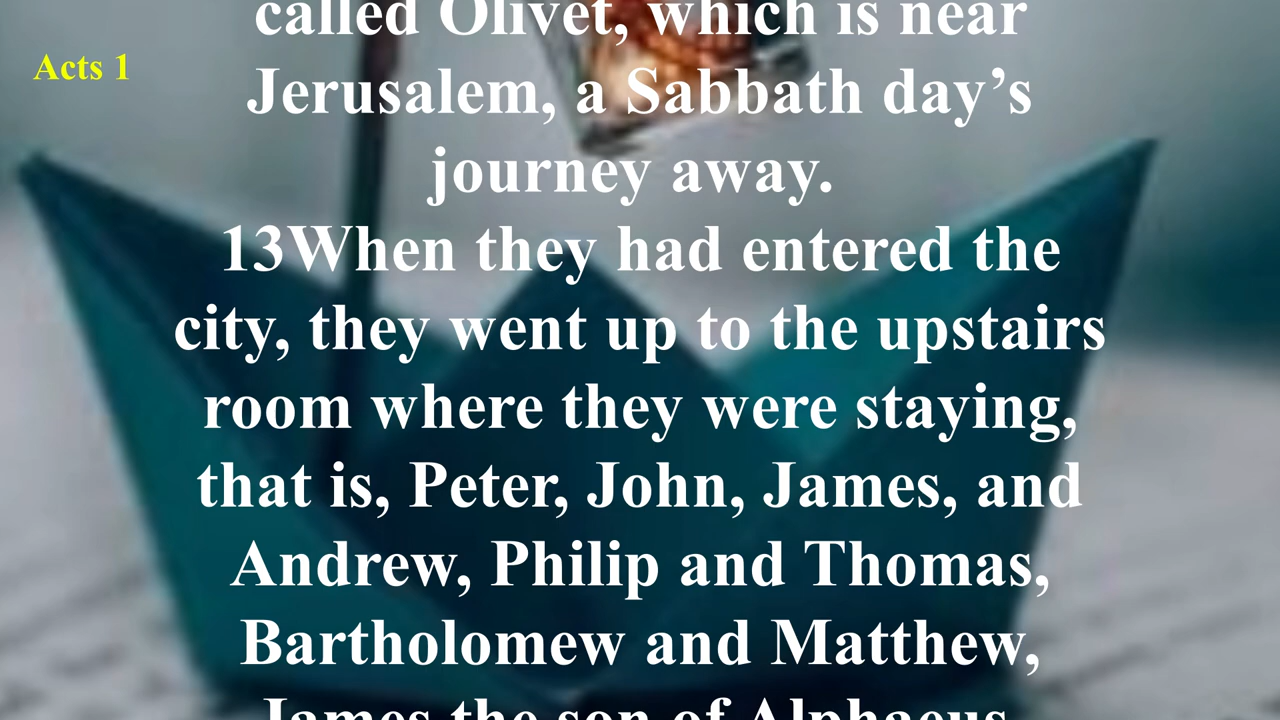 called Olivet, which is near
Acts 1
Jerusalem, a Sabbath day’s
journey away.
13When they had entered the
city, they went up to the upstairs
room where they were staying,
that is, Peter, John, James, and
Andrew, Philip and Thomas,
Bartholomew and Matthew,
James the son of Alphaeus,